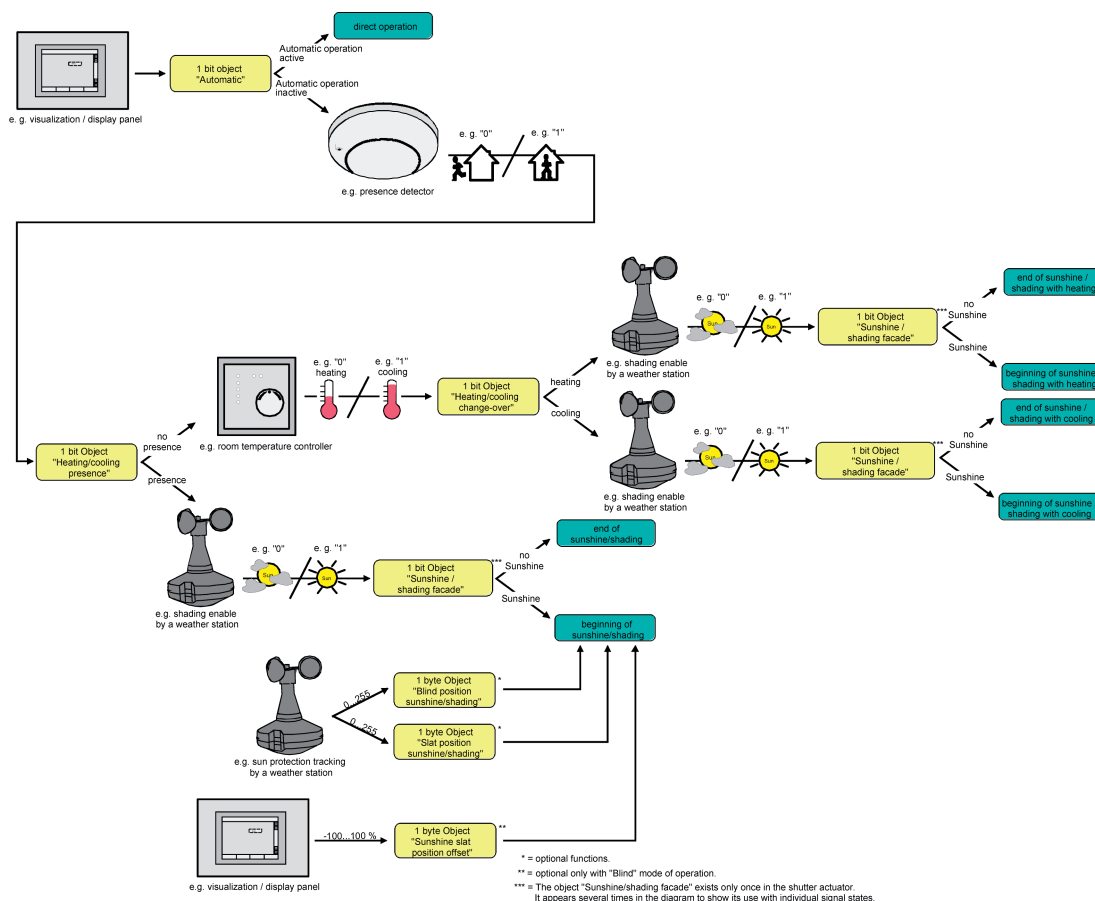 direct operation
Automatic operation
active
1 bit object
"Automatic"
Automatic operation
inactive
e. g. visualization / display panel
e. g. "0"
e. g. "1"
e.g. presence detector
e. g. "0"
e. g. "1"
Sun
Sun
1 bit Object
"Sunshine /
shading facade"
***
no
Sunshine
end of sunshine /
shading with heating
Sunshine
beginning of sunshine
shading with heating
e.g. shading enable
by a weather station
e. g. "0"
heating
e. g. "1"
cooling
1 bit Object
"Heating/cooling
change-over"
heating
cooling
e.g. room temperature controller
e. g. "0"
e. g. "1"
Sun
Sun
1 bit Object
"Sunshine /
shading facade"
***
no
Sunshine
end of sunshine /
shading with cooling
Sunshine
beginning of sunshine
shading with cooling
e.g. shading enable
by a weather station
1 bit Object
"Heating/cooling
presence"
no
presence
presence
e. g. "0"
e. g. "1"
Sun
Sun
1 bit Object
"Sunshine /
shading facade"
***
no
Sunshine
end of
sunshine/shading
Sunshine
beginning of
sunshine/shading
e.g. shading enable
by a weather station
0...255
1 byte Object
"Blind position
sunshine/shading"
*
0...255
1 byte Object
"Slat position
sunshine/shading"
*
e.g. sun protection tracking
by a weather station
-100...100 %
1 byte Object
"Sunshine slat
position offset"
**
e.g. visualization / display panel
* = optional functions.
** = optional only with "Blind" mode of operation.
*** = The object "Sunshine/shading facade" exists only once in the shutter actuator.
It appears several times in the diagram to show its use with individual signal states.